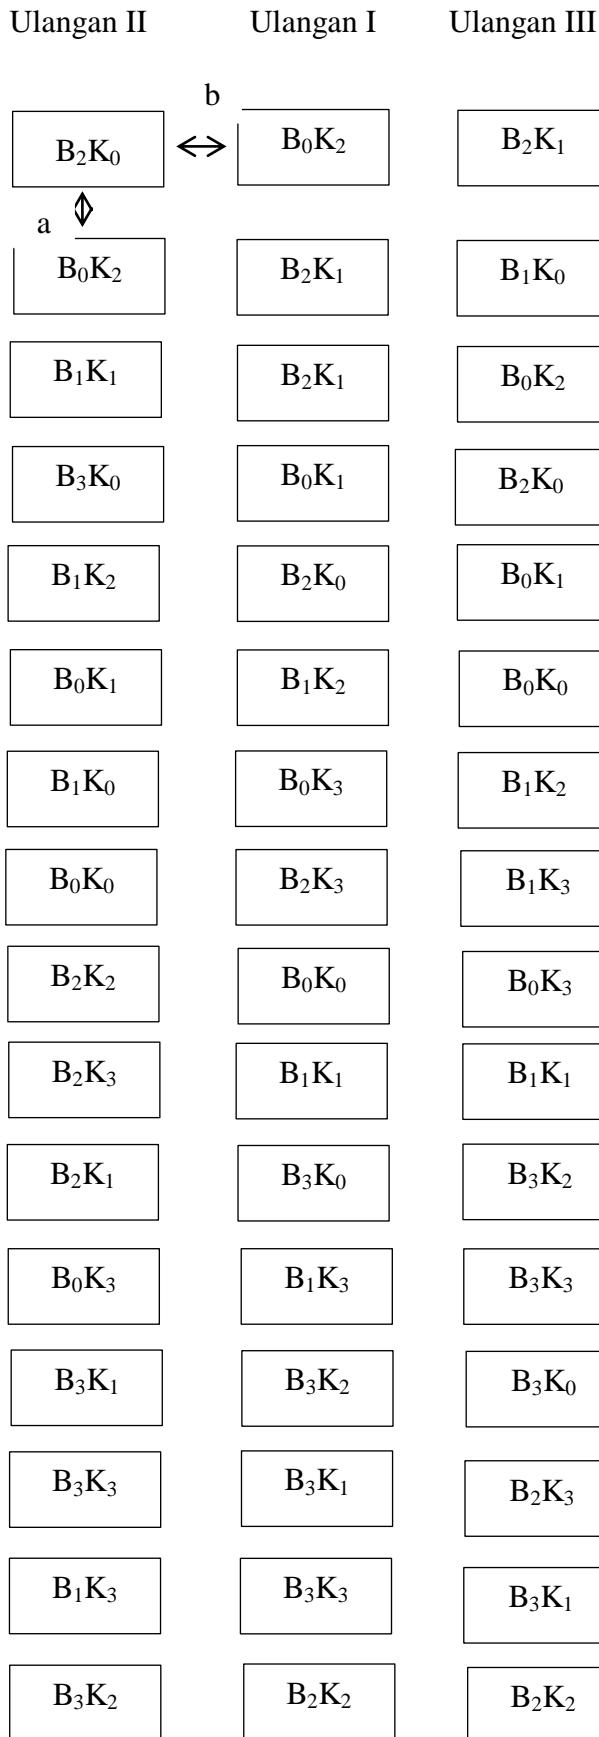 Ulangan II Ulangan I Ulangan III
b
B₂K₀ B₀K₂ B₂K₁
a
B₀K₂ B₂K₁ B₁K₀
B₁K₁ B₂K₁ B₀K₂
B₃K₀ B₀K₁ B₂K₀
B₁K₂ B₂K₀ B₀K₁
B₀K₁ B₁K₂ B₀K₀
B₁K₀ B₀K₃ B₁K₂
B₀K₀ B₂K₃ B₁K₃
B₂K₂ B₀K₀ B₀K₃
B₂K₃ B₁K₁ B₁K₁
B₂K₁ B₃K₀ B₃K₂
B₀K₃ B₁K₃ B₃K₃
B₃K₁ B₃K₂ B₃K₀
B₃K₃ B₃K₁ B₂K₃
B₁K₃ B₃K₃ B₃K₁
B₃K₂ B₂K₂ B₂K₂